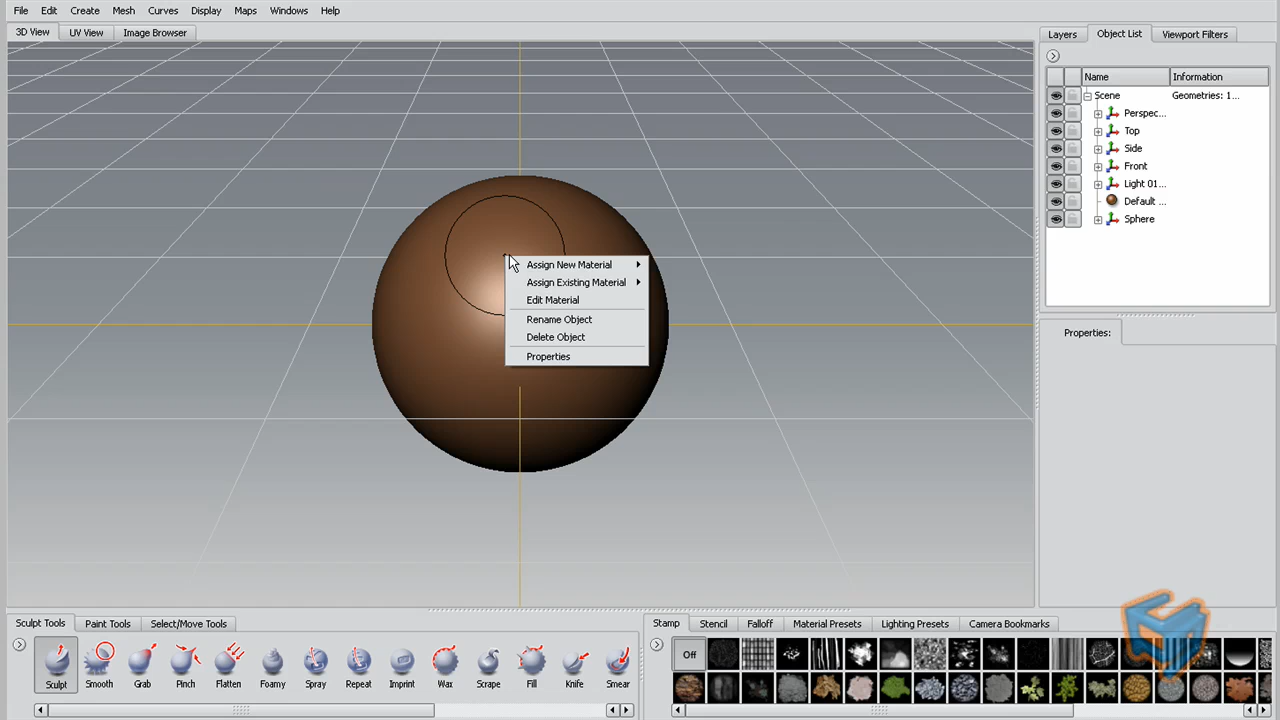 File Edit Create Mesh Curves Display Maps Windows Help
3D View UV View Image Browser
Layers Object List Viewport Filters
Name Information
Scene Geometries: 1...
Perspec...
Top
Side
Front
Light 01...
Default ...
Sphere
Assign New Material
Assign Existing Material
Edit Material
Rename Object
Delete Object
Properties
Properties:
Sculpt Tools Paint Tools Select/Move Tools
Stamp Stencil Falloff Material Presets Lighting Presets Camera Bookmarks
Off
Sculpt Smooth Grab Pinch Flatten Foamy Spray Repeat Imprint Wax Scrape Fill Knife Smear